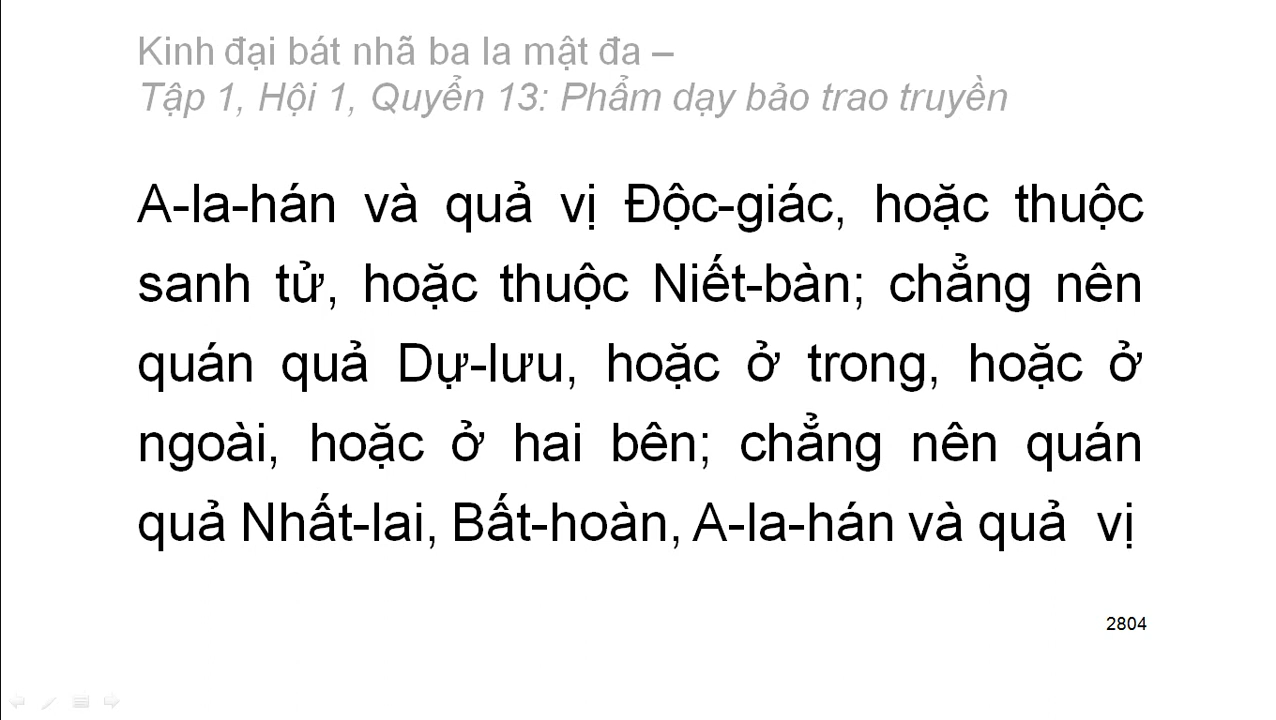 Kinh đại bát nhã ba la mật đa –
Tập 1, Hội 1, Quyển 13: Phẩm dạy bảo trao truyền
A-la-hán và quả vị Độc-giác, hoặc thuộc
sanh tử, hoặc thuộc Niết-bàn; chẳng nên
quán quả Dự-lưu, hoặc ở trong, hoặc ở
ngoài, hoặc ở hai bên; chẳng nên quán
quả Nhất-lai, Bất-hoàn, A-la-hán và quả vị
2804